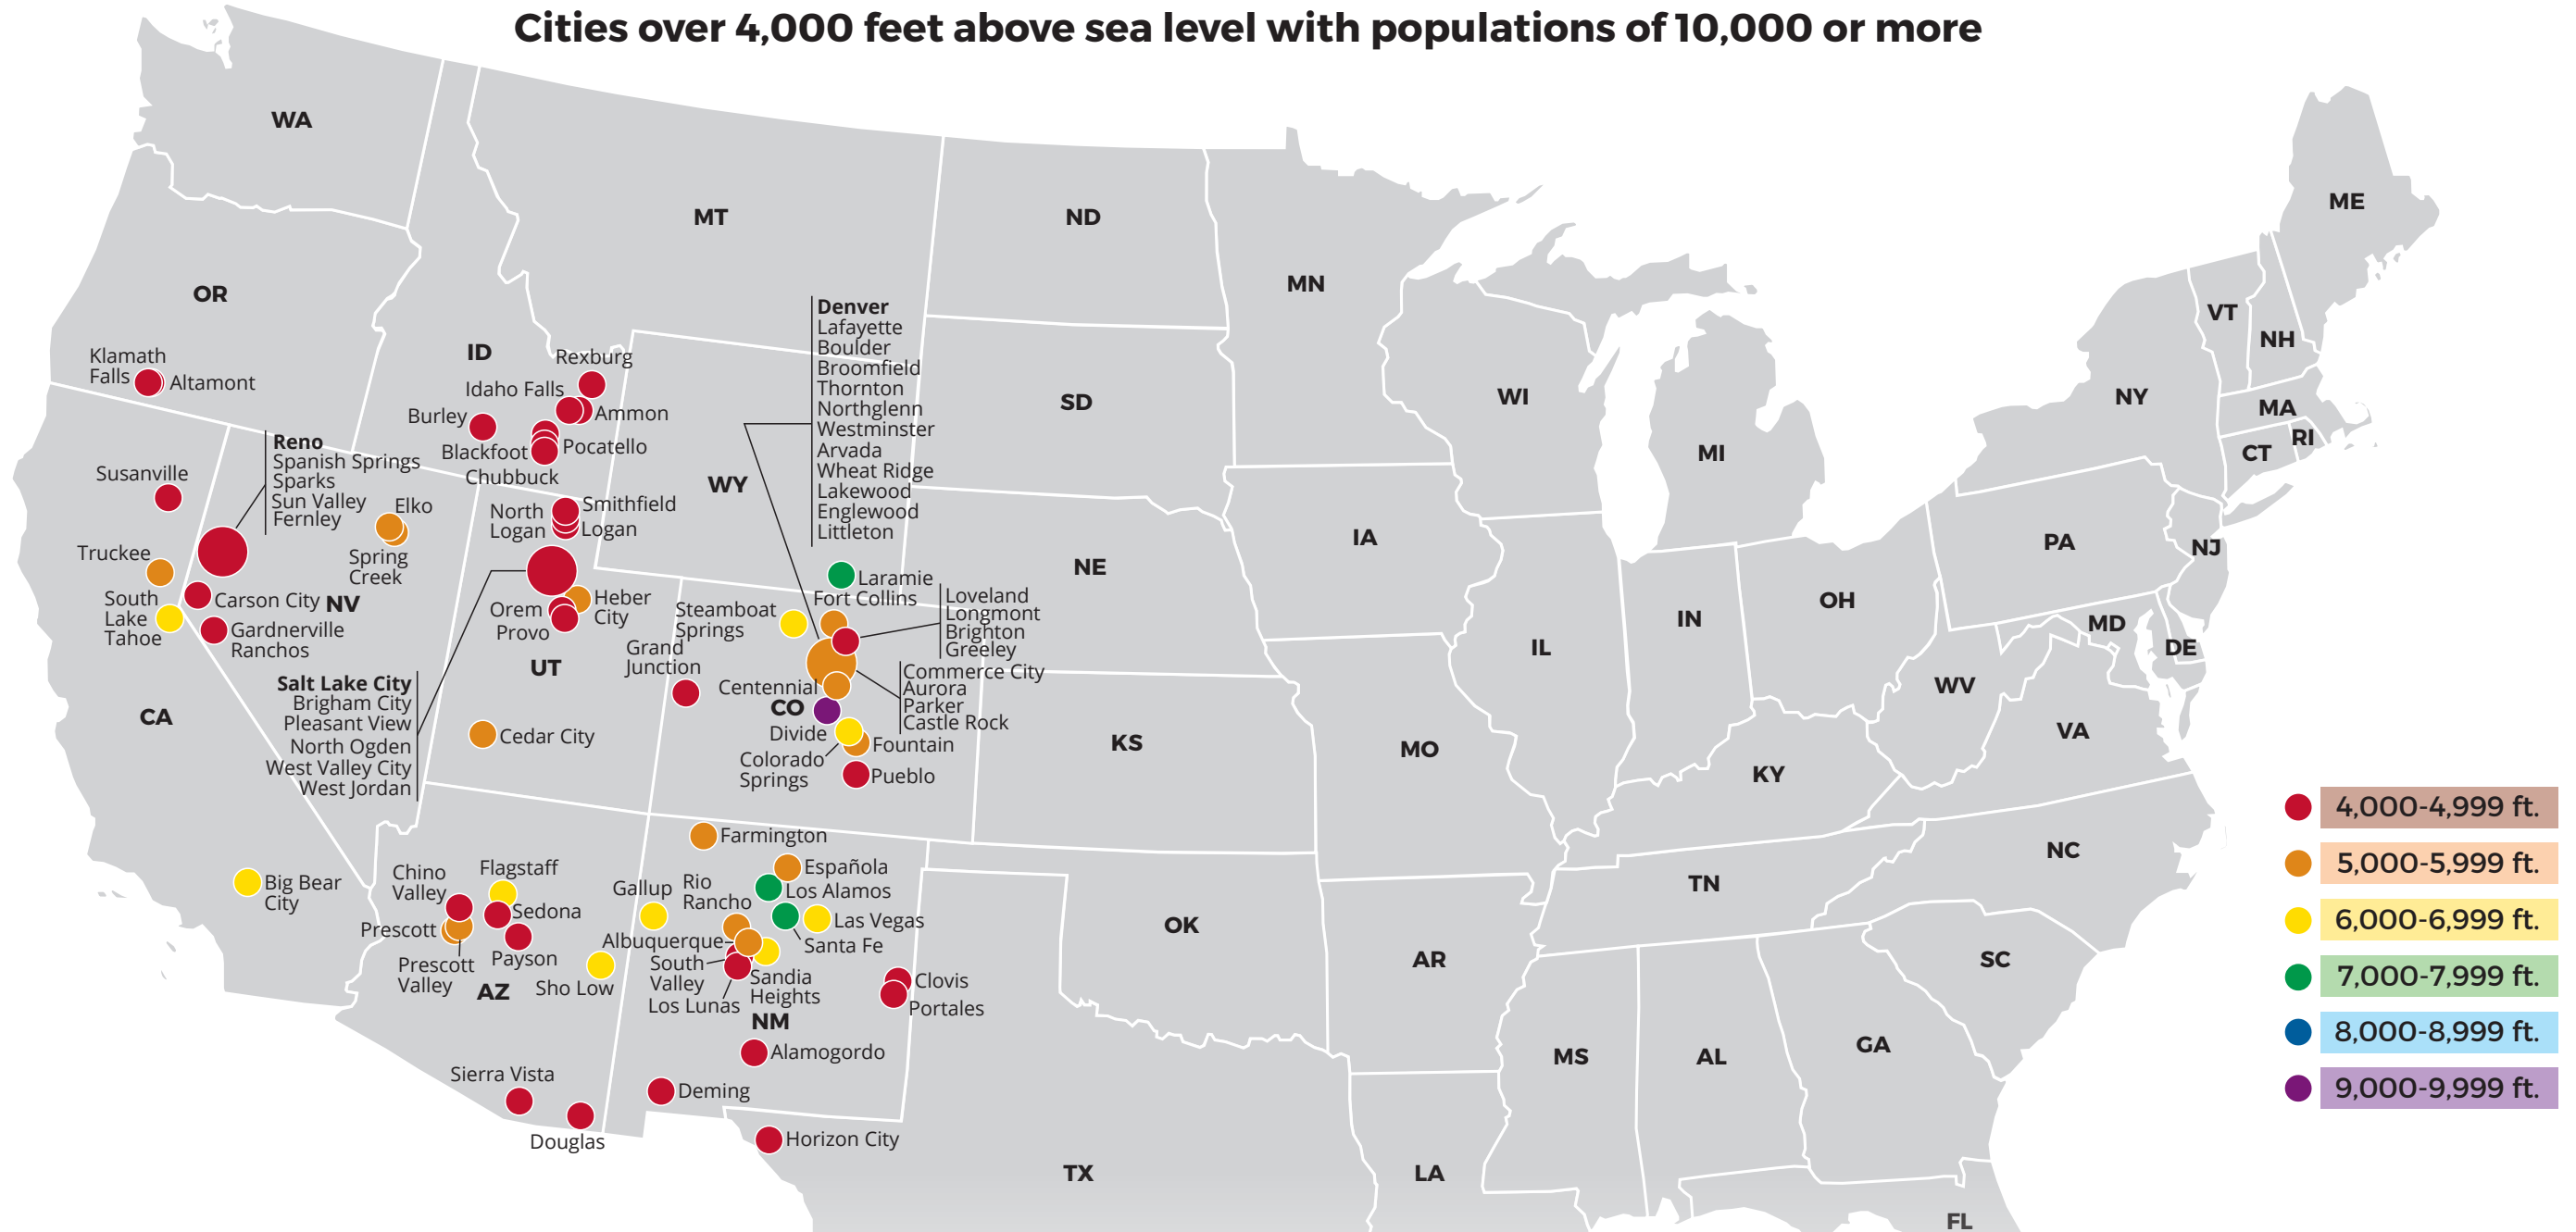 Cities over 4,000 feet above sea level with populations of 10,000 or more
WA
MT
ND
MN
ME
OR
ID
WY
SD
WI
MI
VT
NH
NY
MA
CT
RI
NV
UT
CA
CO
NE
IA
KS
MO
IL
IN
OH
PA
NJ
MD
DE
WV
VA
KY
NC
TN
SC
AZ
NM
OK
AR
TX
LA
MS
AL
GA
FL
Klamath
Falls
Altamont
Rexburg
Idaho Falls
Ammon
Burley
Blackfoot
Pocatello
Chubbuck
Susanville
Reno
Spanish Springs
Sparks
Sun Valley
Fernley
Elko
Spring
Creek
Truckee
South
Lake
Tahoe
Carson City
Gardnerville
Ranchos
North
Logan
Smithfield
Logan
Heber
City
Orem
Provo
Salt Lake City
Brigham City
Pleasant View
North Ogden
West Valley City
West Jordan
Cedar City
Denver
Lafayette
Boulder
Broomfield
Thornton
Northglenn
Westminster
Arvada
Wheat Ridge
Lakewood
Englewood
Littleton
Laramie
Fort Collins
Steamboat
Springs
Grand
Junction
Loveland
Longmont
Brighton
Greeley
Commerce City
Aurora
Parker
Castle Rock
Centennial
Divide
Colorado
Springs
Fountain
Pueblo
Big Bear
City
Chino
Valley
Flagstaff
Sedona
Prescott
Prescott
Valley
Payson
Sho Low
Sierra Vista
Douglas
Farmington
Española
Los Alamos
Gallup
Rio
Rancho
Las Vegas
Santa Fe
Albuquerque
South
Valley
Los Lunas
Sandia
Heights
Clovis
Portales
Alamogordo
Deming
Horizon City
4,000-4,999 ft.
5,000-5,999 ft.
6,000-6,999 ft.
7,000-7,999 ft.
8,000-8,999 ft.
9,000-9,999 ft.